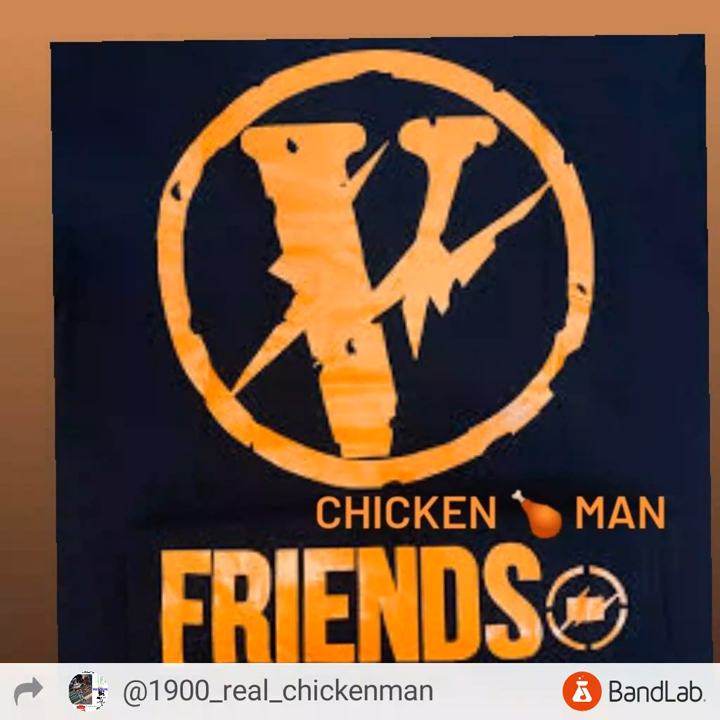 V
CHICKEN 🍗 MAN
FRIENDS
@1900_real_chickenman
BandLab.